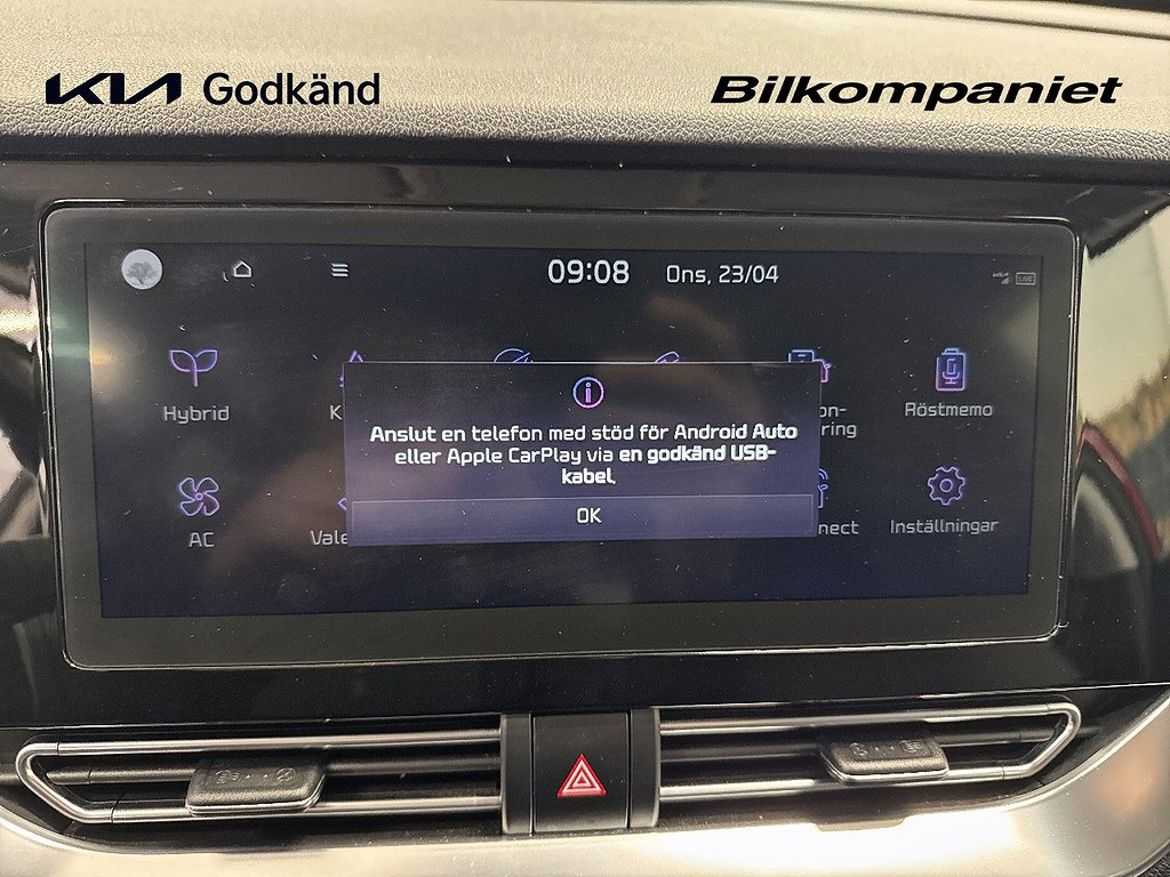 KIA Godkänd
Bilkompaniet
09:08 Ons, 23/04
Hybrid
Röstmemo
Anslut en telefon med stöd för Android Auto
eller Apple CarPlay via en godkänd USB-
kabel.
OK
AC
Inställningar